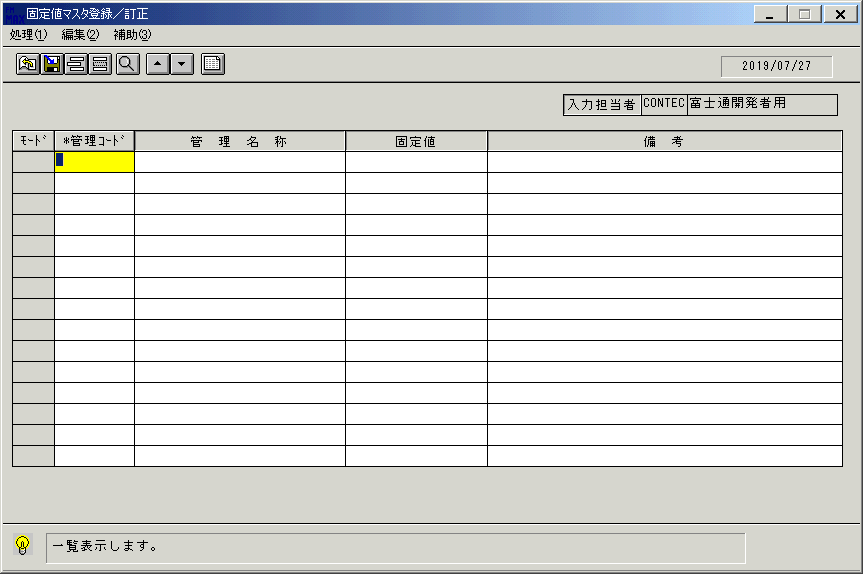 固定値マスタ登録／訂正
処理(1) 編集(2) 補助(3)
2019/07/27
入力担当者 CONTEC 富士通開発者用
ﾓｰﾄﾞ *管理ｺｰﾄﾞ 管 理 名 称 固定値 備 考
一覧表示します。